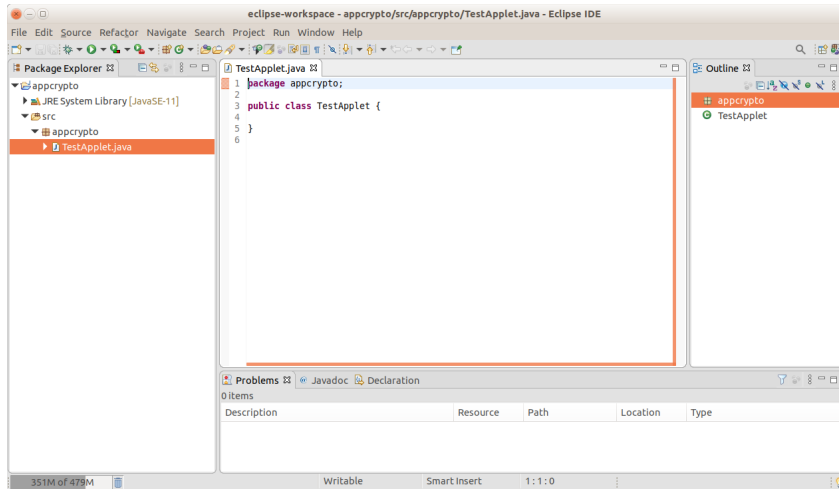 eclipse-workspace - appcrypto/src/appcrypto/TestApplet.java - Eclipse IDE
File Edit Source Refactor Navigate Search Project Run Window Help
Package Explorer
appcrypto
JRE System Library [JavaSE-11]
src
appcrypto
TestApplet.java
TestApplet.java
1 package appcrypto;
2
3 public class TestApplet {
4
5 }
6
Outline
appcrypto
TestApplet
Problems Javadoc Declaration
0 items
Description Resource Path Location Type
351M of 479M Writable Smart Insert 1 : 1 : 0